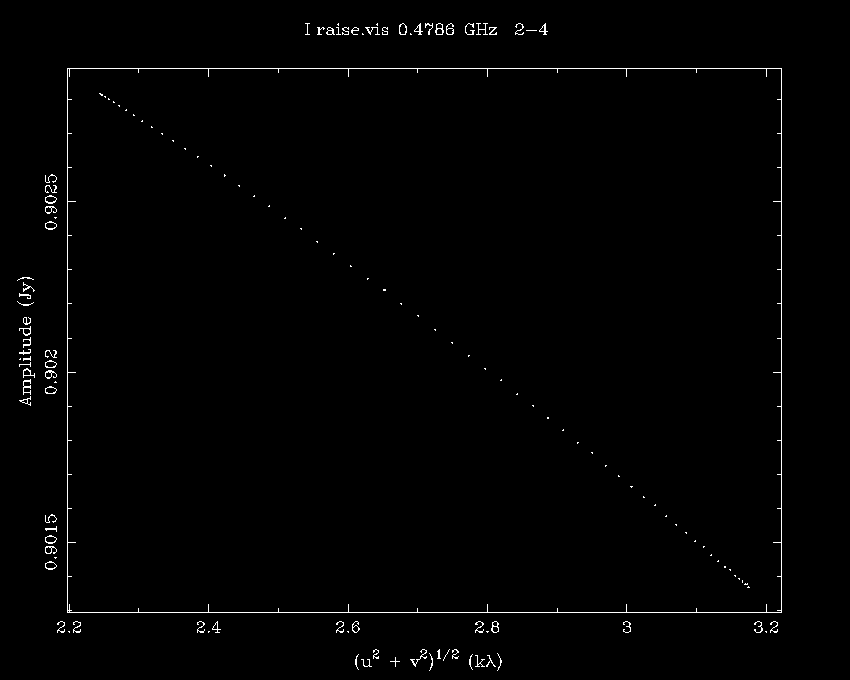 I raise.vis 0.4786 GHz 2−4
Amplitude (Jy)
0.9025
0.902
0.9015
2.2 2.4 2.6 2.8 3 3.2
(u² + v²)¹/² (kλ)